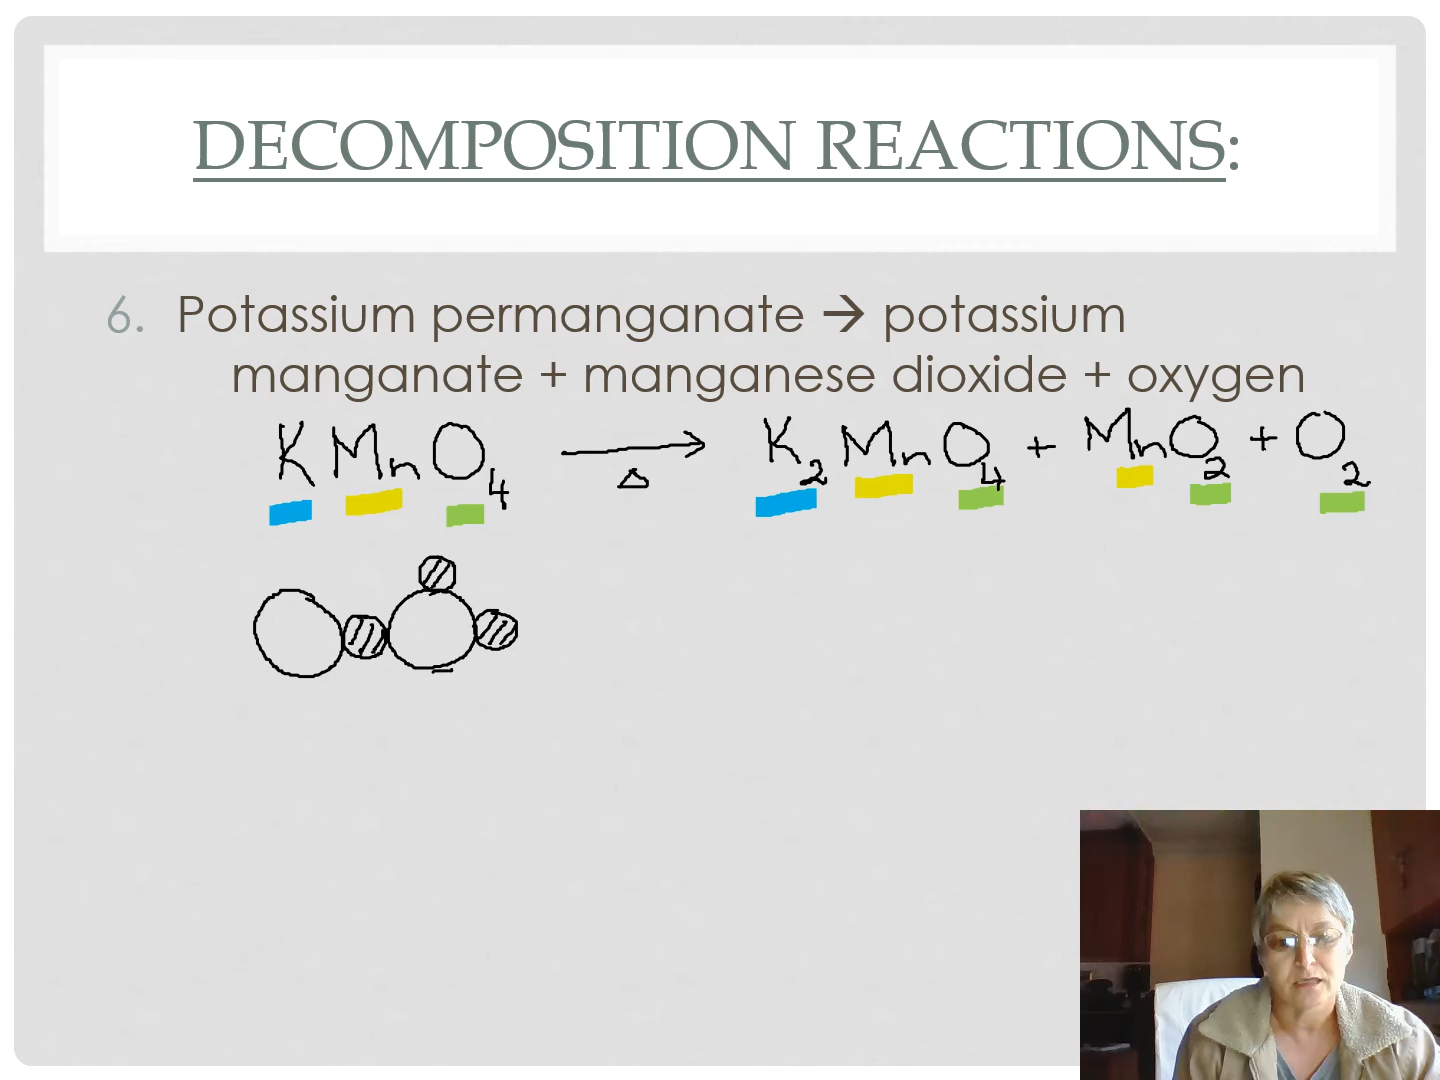 DECOMPOSITION REACTIONS:
6. Potassium permanganate → potassium
manganate + manganese dioxide + oxygen
KMnO₄ → Δ K₂MnO₄ + MnO₂ + O₂